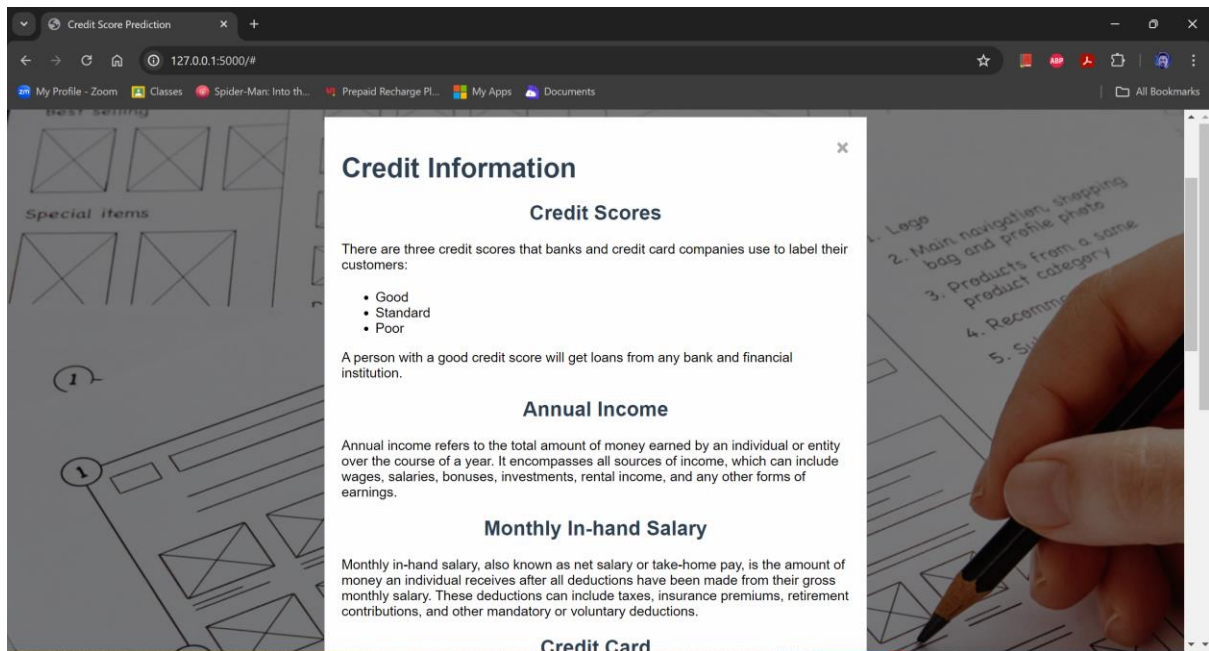 Credit Score Prediction
127.0.0.1:5000/#
ABP
zm My Profile - Zoom Classes Spider-Man: Into th... Prepaid Recharge Pl... My Apps Documents All Bookmarks
Best selling
Special items
1
1
Credit Information
Credit Scores
There are three credit scores that banks and credit card companies use to label their
customers:
• Good
• Standard
• Poor
A person with a good credit score will get loans from any bank and financial
institution.
Annual Income
Annual income refers to the total amount of money earned by an individual or entity
over the course of a year. It encompasses all sources of income, which can include
wages, salaries, bonuses, investments, rental income, and any other forms of
earnings.
Monthly In-hand Salary
Monthly in-hand salary, also known as net salary or take-home pay, is the amount of
money an individual receives after all deductions have been made from their gross
monthly salary. These deductions can include taxes, insurance premiums, retirement
contributions, and other mandatory or voluntary deductions.
Credit Card
1. Logo
2. Main navigation, shopping
bag and profile photo
3. Products from a same
product category
4.
5.